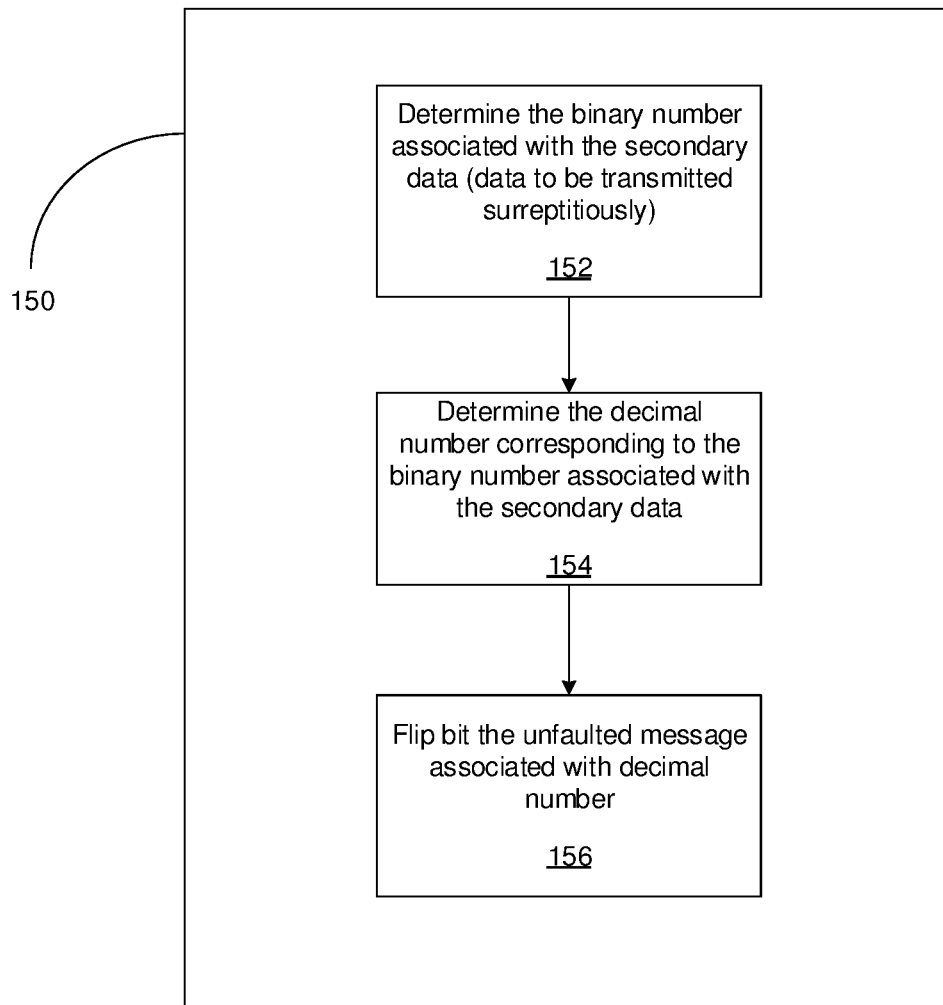 Determine the binary number
associated with the secondary
data (data to be transmitted
surreptitiously)
152
150
Determine the decimal
number corresponding to the
binary number associated with
the secondary data
154
Flip bit the unfaulted message
associated with decimal
number
156